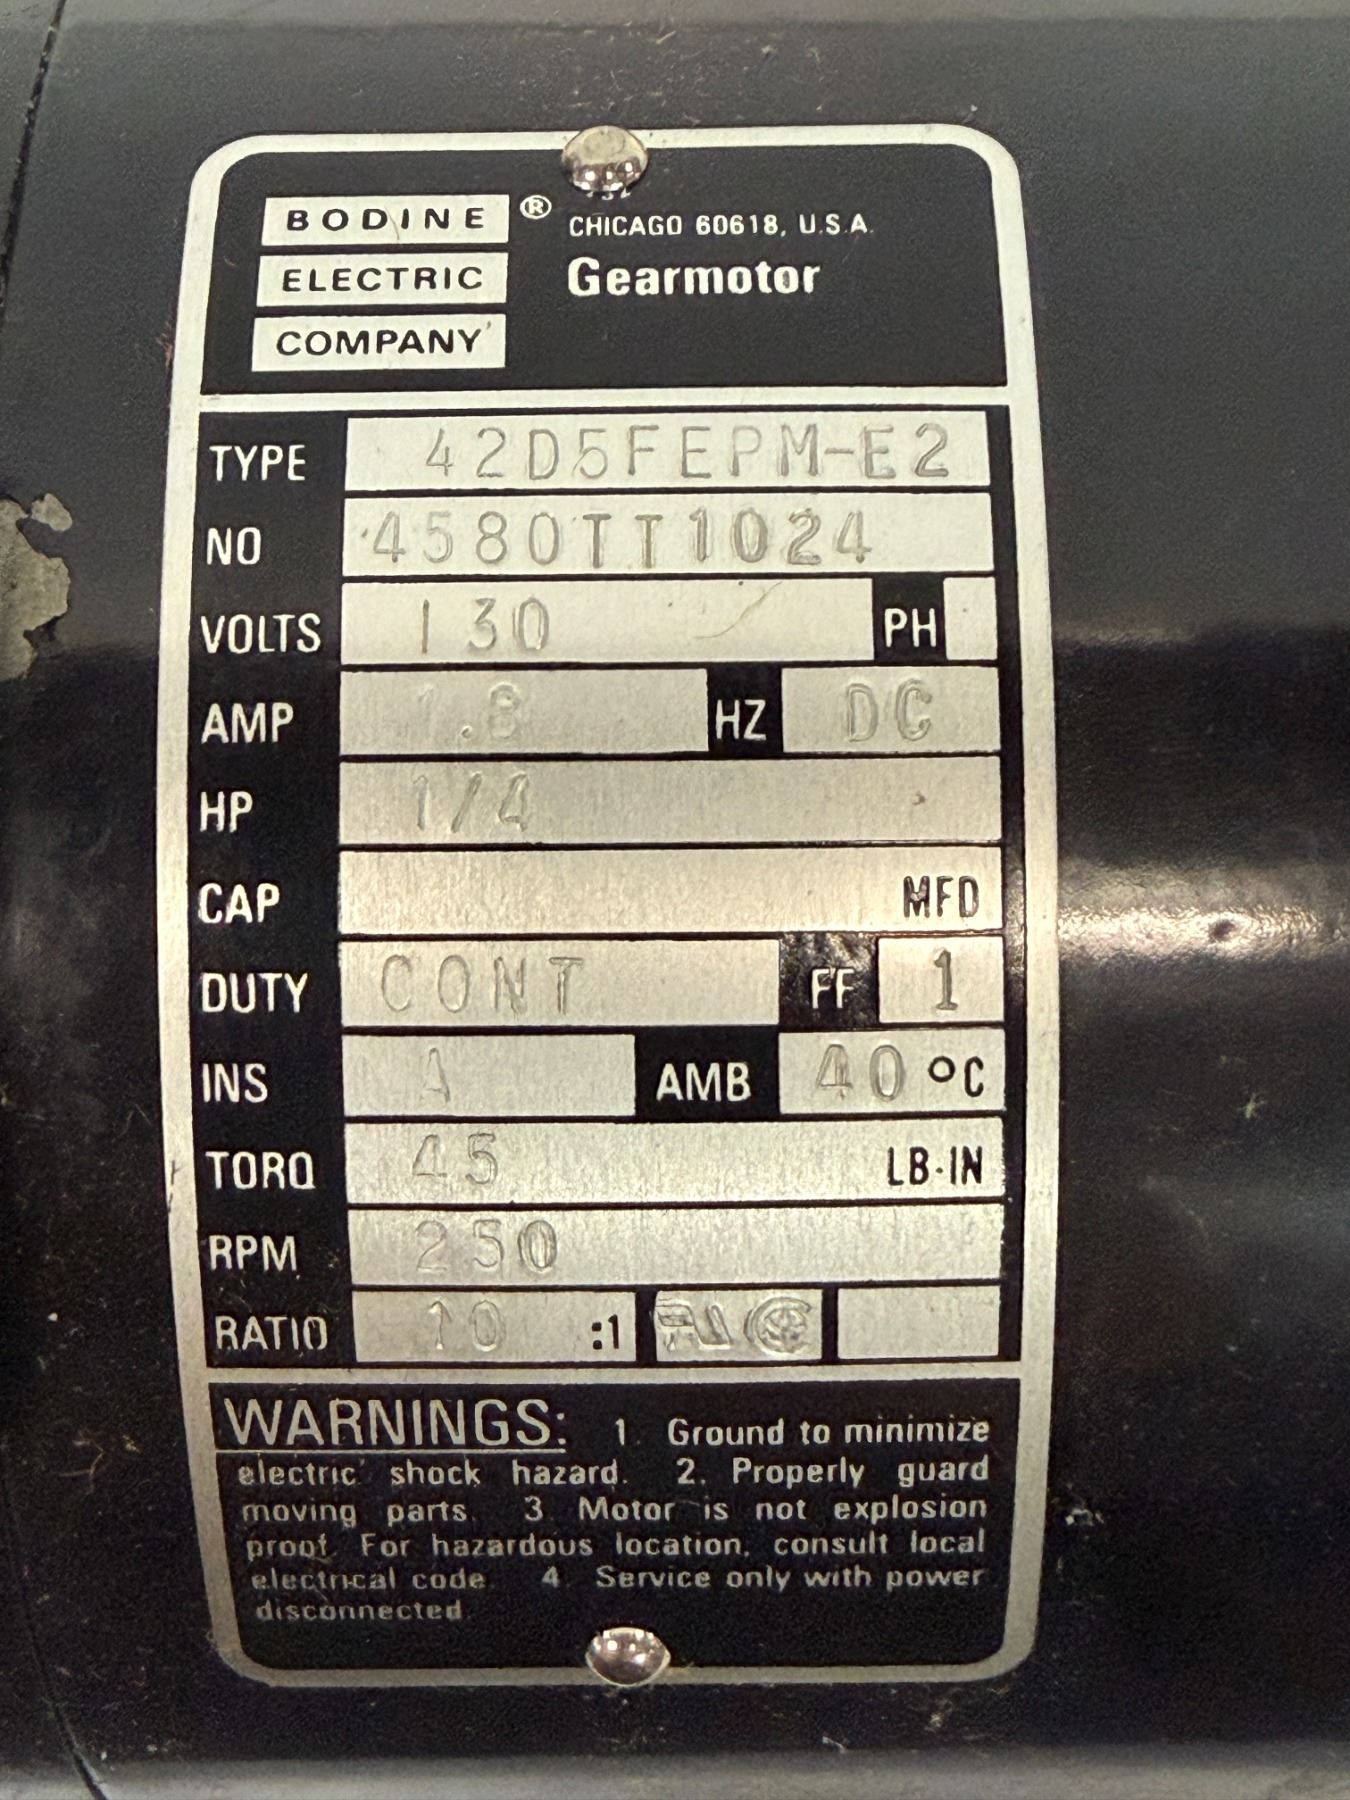 BODINE ® CHICAGO 60618, U.S.A.
ELECTRIC Gearmotor
COMPANY
TYPE 42D5FEPM-E2
NO 4580TT1024
VOLTS 130 PH
AMP 1.8 HZ DC
HP 1/4
CAP MFD
DUTY CONT FF 1
INS A AMB 40 °C
TORQ 45 LB-IN
RPM 250
RATIO 10 :1
WARNINGS: 1. Ground to minimize
electric shock hazard. 2. Properly guard
moving parts. 3. Motor is not explosion
proof. For hazardous location, consult local
electrical code. 4. Service only with power
disconnected.